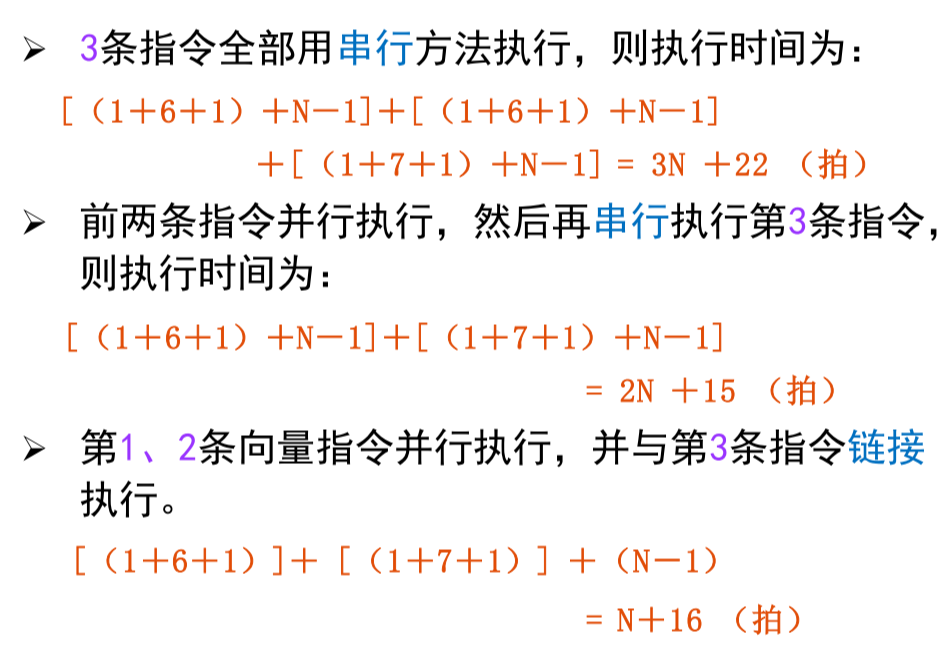 ➢ 3条指令全部用串行方法执行，则执行时间为：
[（1＋6＋1）＋N－1]＋[（1＋6＋1）＋N－1]
＋[（1＋7＋1）＋N－1] = 3N ＋22 （拍）
➢ 前两条指令并行执行，然后再串行执行第3条指令，
则执行时间为：
[（1＋6＋1）＋N－1]＋[（1＋7＋1）＋N－1]
= 2N ＋15 （拍）
➢ 第1、2条向量指令并行执行，并与第3条指令链接
执行。
[（1＋6＋1）]＋ [（1＋7＋1）] ＋（N－1）
= N＋16 （拍）